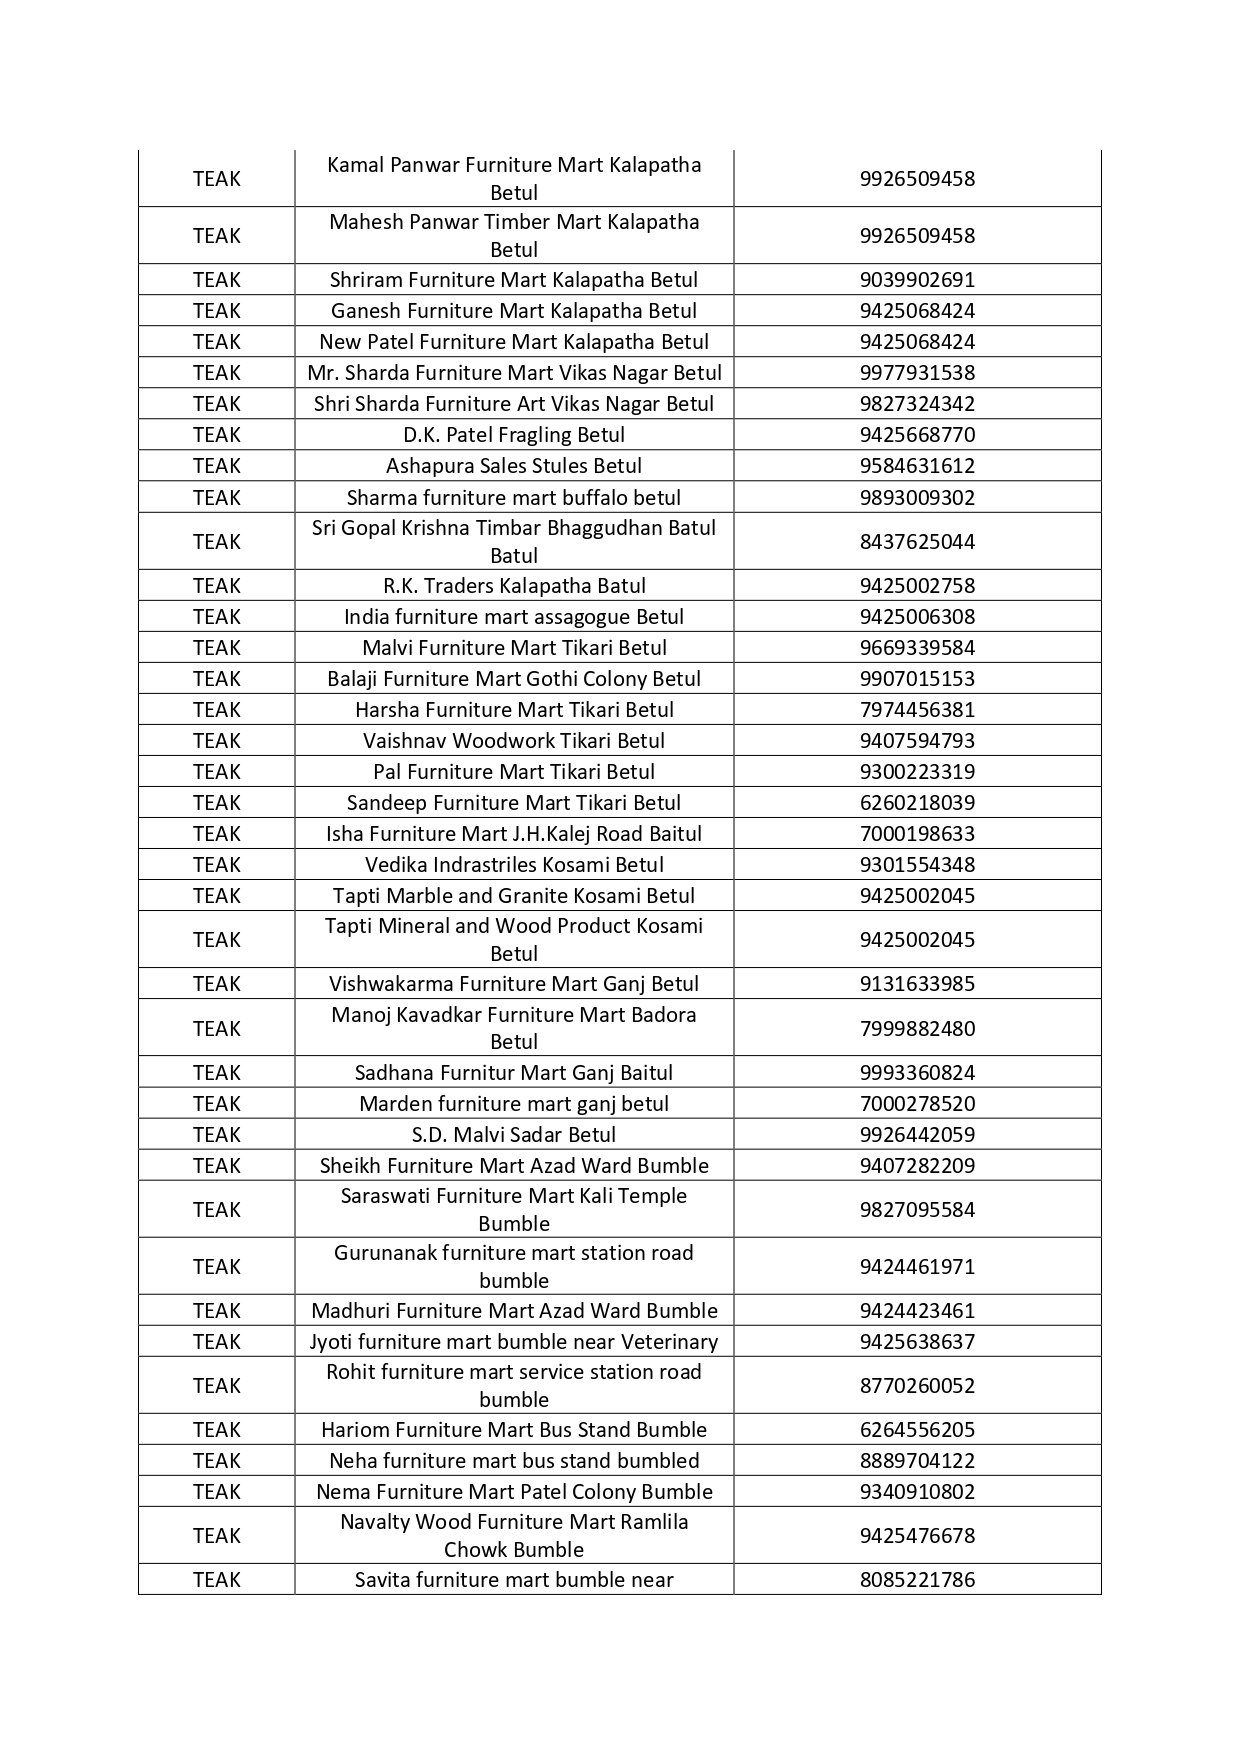 TEAK Kamal Panwar Furniture Mart Kalapatha 9926509458
Betul
TEAK Mahesh Panwar Timber Mart Kalapatha 9926509458
Betul
TEAK Shriram Furniture Mart Kalapatha Betul 9039902691
TEAK Ganesh Furniture Mart Kalapatha Betul 9425068424
TEAK New Patel Furniture Mart Kalapatha Betul 9425068424
TEAK Mr. Sharda Furniture Mart Vikas Nagar Betul 9977931538
TEAK Shri Sharda Furniture Art Vikas Nagar Betul 9827324342
TEAK D.K. Patel Fragling Betul 9425668770
TEAK Ashapura Sales Stules Betul 9584631612
TEAK Sharma furniture mart buffalo betul 9893009302
TEAK Sri Gopal Krishna Timbar Bhaggudhan Batul 8437625044
Batul
TEAK R.K. Traders Kalapatha Batul 9425002758
TEAK India furniture mart assagogue Betul 9425006308
TEAK Malvi Furniture Mart Tikari Betul 9669339584
TEAK Balaji Furniture Mart Gothi Colony Betul 9907015153
TEAK Harsha Furniture Mart Tikari Betul 7974456381
TEAK Vaishnav Woodwork Tikari Betul 9407594793
TEAK Pal Furniture Mart Tikari Betul 9300223319
TEAK Sandeep Furniture Mart Tikari Betul 6260218039
TEAK Isha Furniture Mart J.H.Kalej Road Baitul 7000198633
TEAK Vedika Indrastriles Kosami Betul 9301554348
TEAK Tapti Marble and Granite Kosami Betul 9425002045
TEAK Tapti Mineral and Wood Product Kosami 9425002045
Betul
TEAK Vishwakarma Furniture Mart Ganj Betul 9131633985
TEAK Manoj Kavadkar Furniture Mart Badora 7999882480
Betul
TEAK Sadhana Furnitur Mart Ganj Baitul 9993360824
TEAK Marden furniture mart ganj betul 7000278520
TEAK S.D. Malvi Sadar Betul 9926442059
TEAK Sheikh Furniture Mart Azad Ward Bumble 9407282209
TEAK Saraswati Furniture Mart Kali Temple 9827095584
Bumble
TEAK Gurunanak furniture mart station road 9424461971
bumble
TEAK Madhuri Furniture Mart Azad Ward Bumble 9424423461
TEAK Jyoti furniture mart bumble near Veterinary 9425638637
TEAK Rohit furniture mart service station road 8770260052
bumble
TEAK Hariom Furniture Mart Bus Stand Bumble 6264556205
TEAK Neha furniture mart bus stand bumbled 8889704122
TEAK Nema Furniture Mart Patel Colony Bumble 9340910802
TEAK Navalty Wood Furniture Mart Ramlila 9425476678
Chowk Bumble
TEAK Savita furniture mart bumble near 8085221786